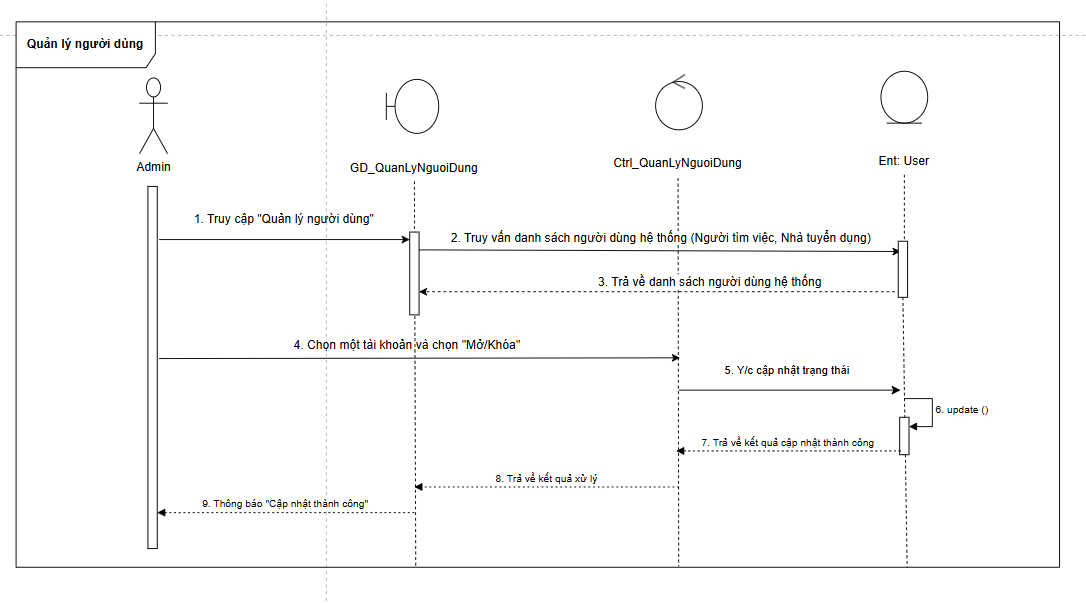 Quản lý người dùng
Admin
GD_QuanLyNguoiDung
Ctrl_QuanLyNguoiDung
Ent: User
1. Truy cập "Quản lý người dùng"
2. Truy vấn danh sách người dùng hệ thống (Người tìm việc, Nhà tuyển dụng)
3. Trả về danh sách người dùng hệ thống
4. Chọn một tài khoản và chọn "Mở/Khóa"
5. Y/c cập nhật trạng thái
6. update ()
7. Trả về kết quả cập nhật thành công
8. Trả về kết quả xử lý
9. Thông báo "Cập nhật thành công"